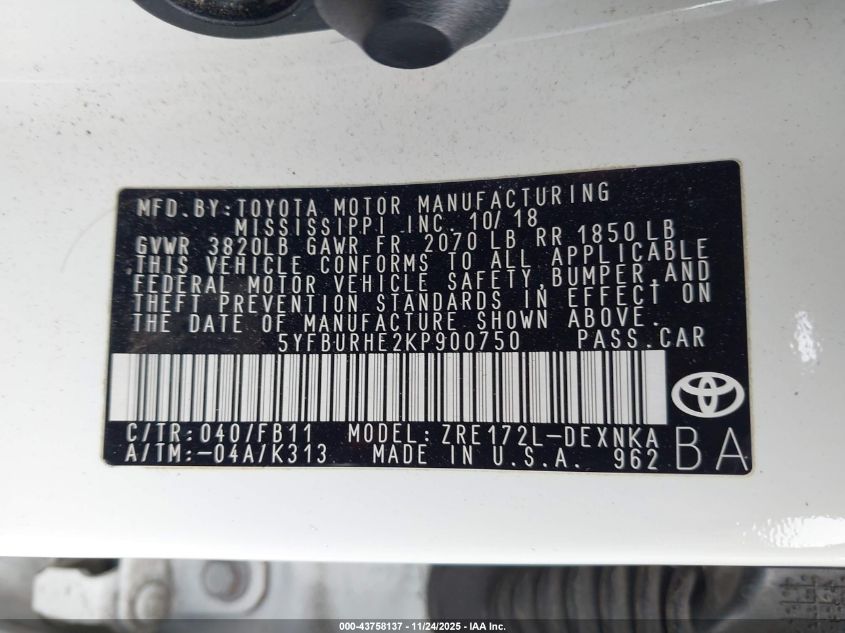 MFD.BY:TOYOTA MOTOR MANUFACTURING
MISSISSIPPI INC. 10/18
GVWR 3820LB GAWR FR 2070LB RR 1850LB
THIS VEHICLE CONFORMS TO ALL APPLICABLE
FEDERAL MOTOR VEHICLE SAFETY,BUMPER,AND
THEFT PREVENTION STANDARDS IN EFFECT ON
THE DATE OF MANUFACTURE SHOWN ABOVE.
5YFBURHE2KP900750 PASS.CAR
C/TR:040/FB11 MODEL:ZRE172L-DEXNKA
A/TM:-04A/K313 MADE IN U.S.A. 962 BA
000-43758137 - 11/24/2025 - IAA Inc.